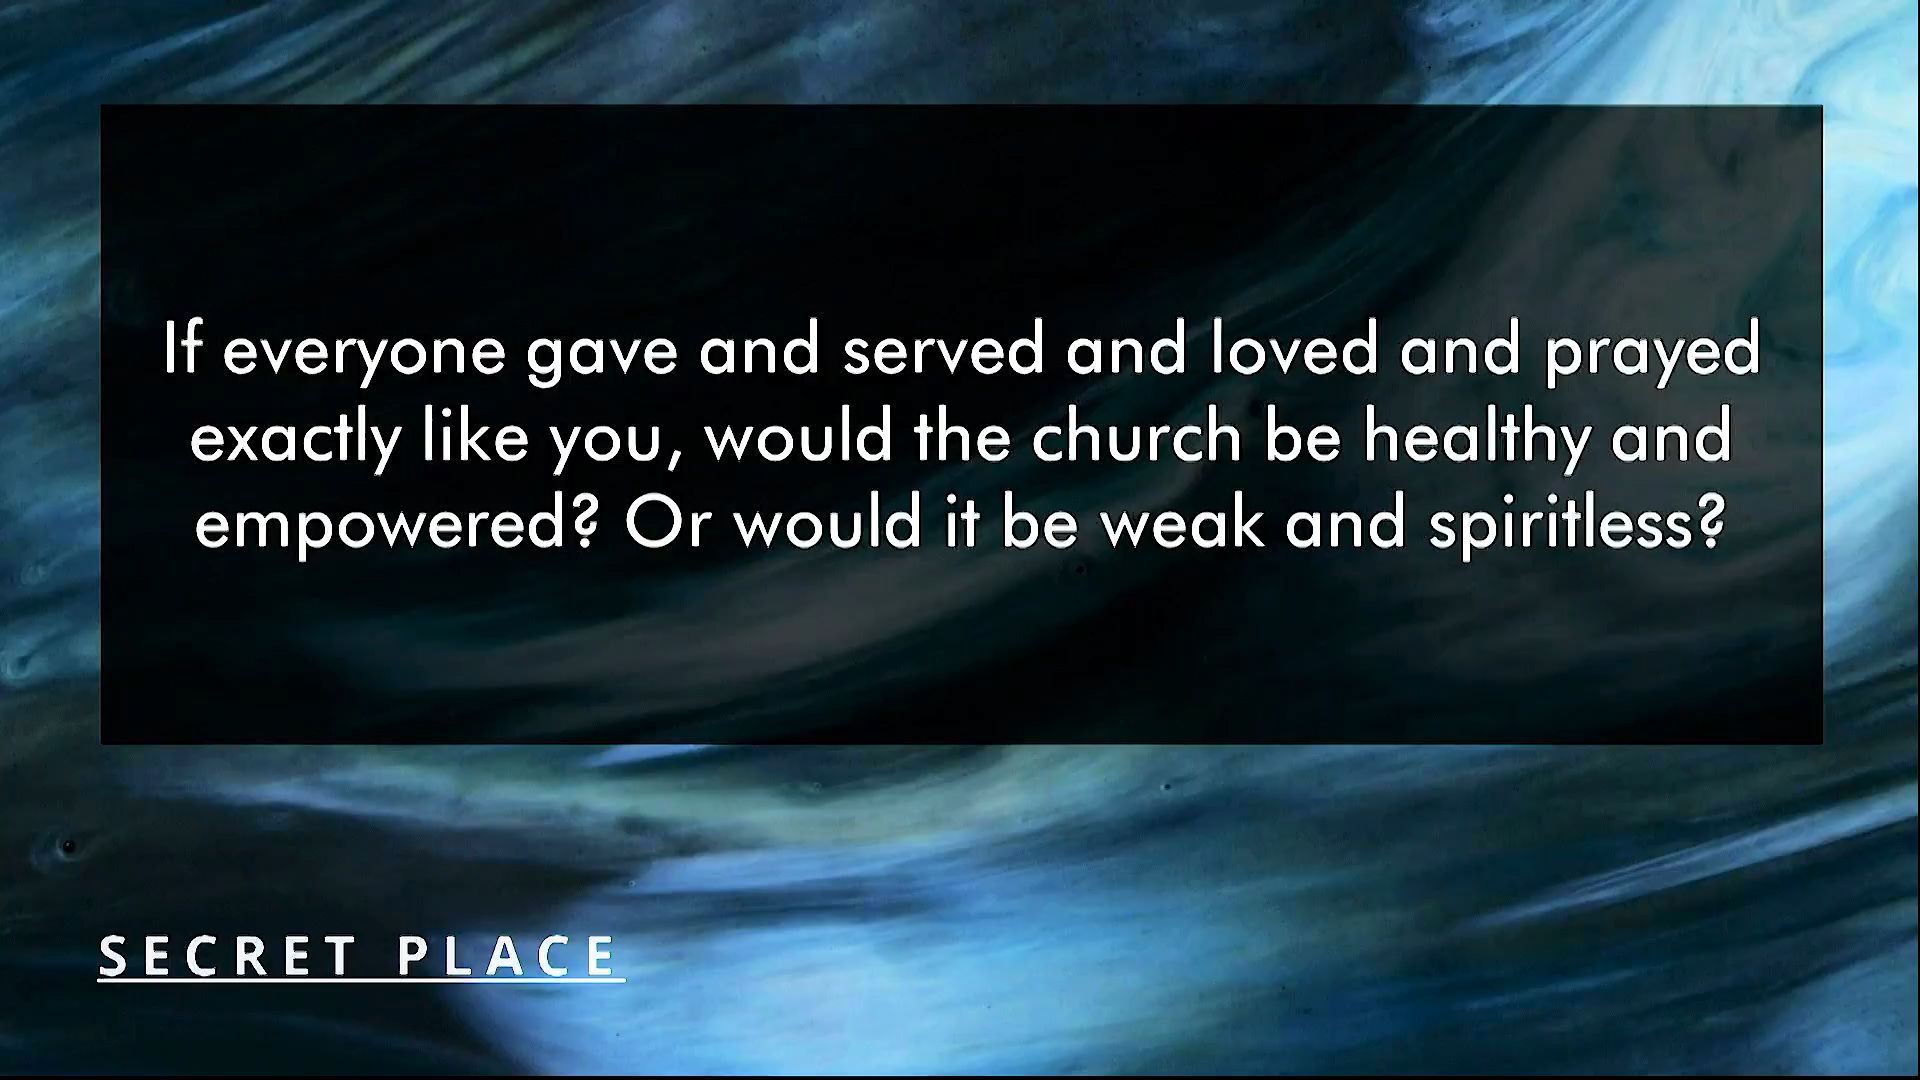 If everyone gave and served and loved and prayed
exactly like you, would the church be healthy and
empowered? Or would it be weak and spiritless?
SECRET PLACE